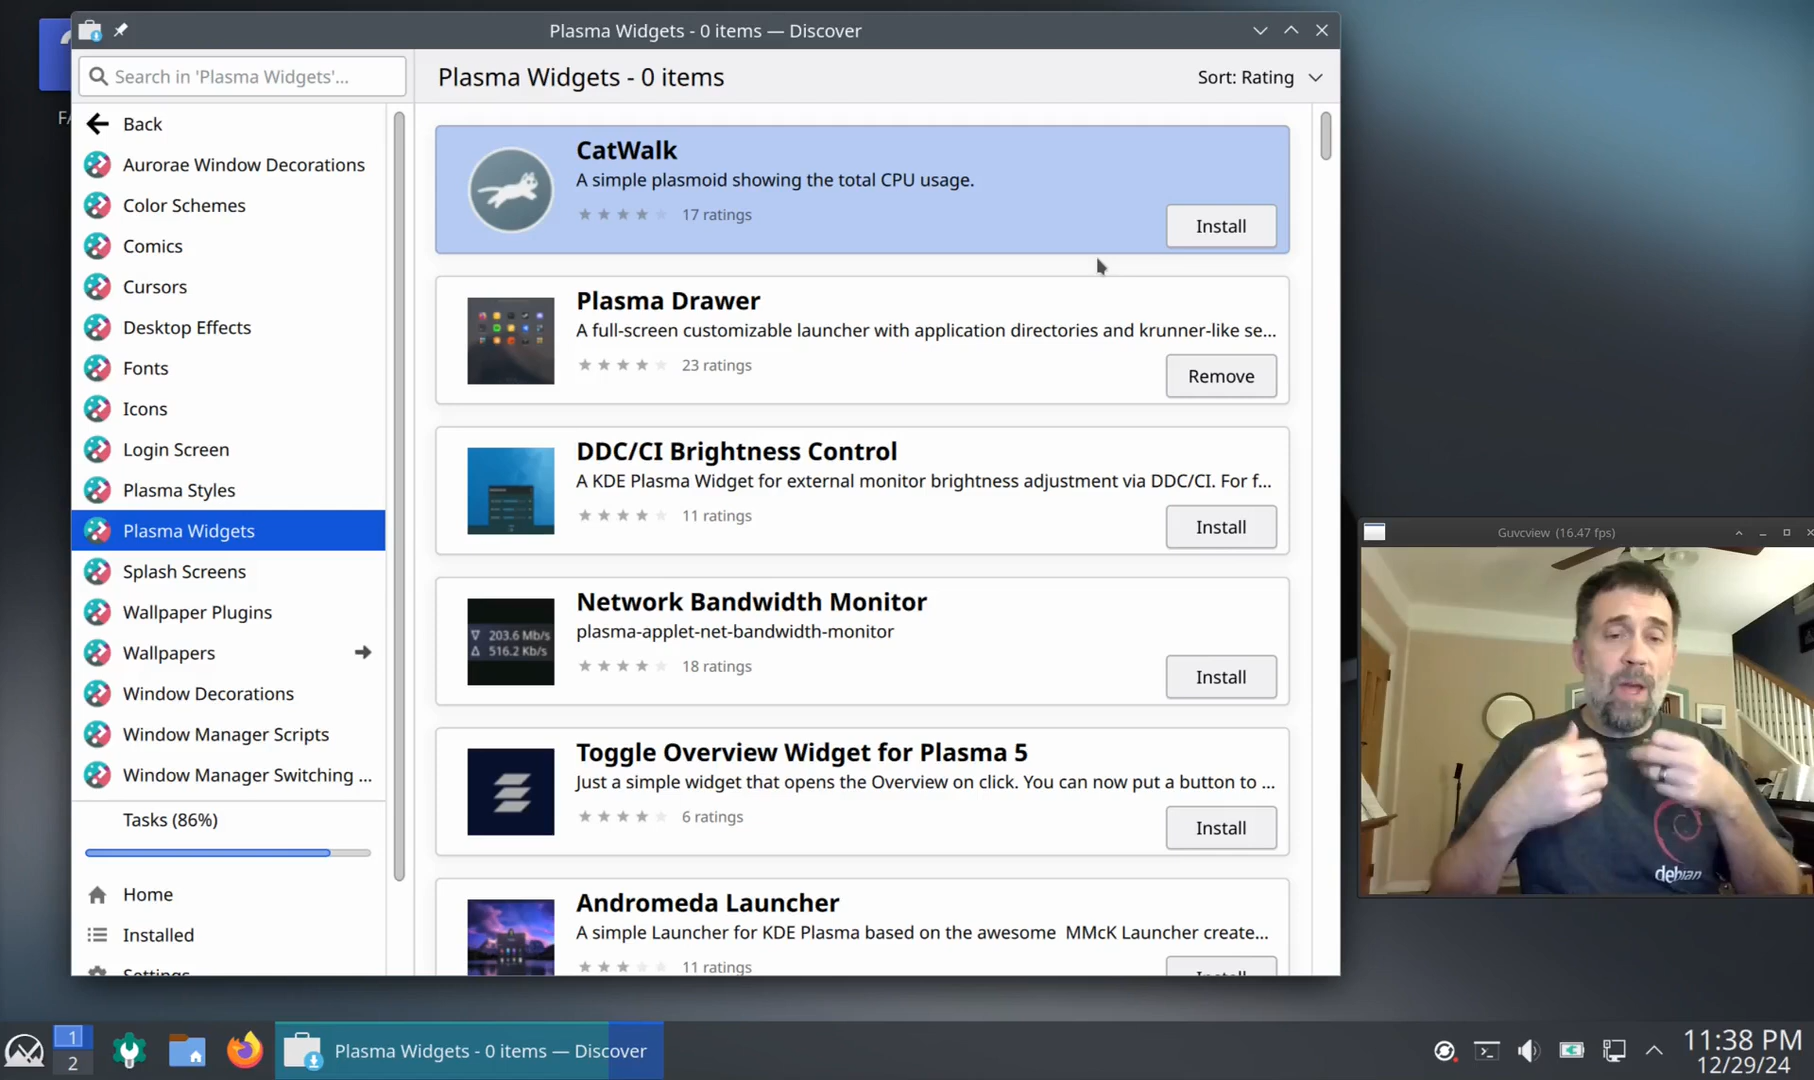 Plasma Widgets - 0 items — Discover
Search in 'Plasma Widgets'...
Plasma Widgets - 0 items
Sort: Rating
Back
Aurorae Window Decorations
Color Schemes
Comics
Cursors
Desktop Effects
Fonts
Icons
Login Screen
Plasma Styles
Plasma Widgets
Splash Screens
Wallpaper Plugins
Wallpapers
Window Decorations
Window Manager Scripts
Window Manager Switching ...
Tasks (86%)
Home
Installed
Settings
CatWalk
A simple plasmoid showing the total CPU usage.
17 ratings
Install
Plasma Drawer
A full-screen customizable launcher with application directories and krunner-like se...
23 ratings
Remove
DDC/CI Brightness Control
A KDE Plasma Widget for external monitor brightness adjustment via DDC/CI. For f...
11 ratings
Install
203.6 Mb/s
516.2 Kb/s
Network Bandwidth Monitor
plasma-applet-net-bandwidth-monitor
18 ratings
Install
Toggle Overview Widget for Plasma 5
Just a simple widget that opens the Overview on click. You can now put a button to ...
6 ratings
Install
Andromeda Launcher
A simple Launcher for KDE Plasma based on the awesome MMcK Launcher create...
11 ratings
Install
Guvcview (16.47 fps)
debian
1
2
Plasma Widgets - 0 items — Discover
11:38 PM
12/29/24